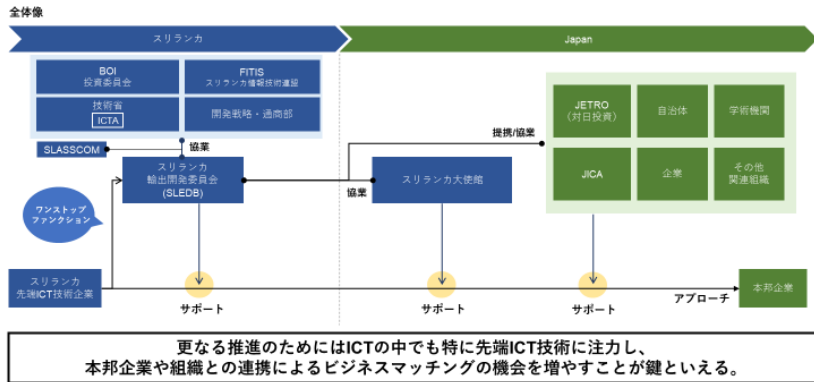 全体像
スリランカ
Japan
BOI
投資委員会
FITIS
スリランカ情報技術連盟
技術省
ICTA
開発戦略・通商部
SLASSCOM
協業
スリランカ
輸出開発委員会
(SLEDB)
協業
スリランカ大使館
提携/協業
JETRO
(対日投資)
自治体
学術機関
JICA
企業
その他
関連組織
ワンストップ
ファンクション
スリランカ
先端ICT技術企業
サポート
サポート
サポート
アプローチ
本邦企業
更なる推進のためにはICTの中でも特に先端ICT技術に注力し、
本邦企業や組織との連携によるビジネスマッチングの機会を増やすことが鍵といえる。